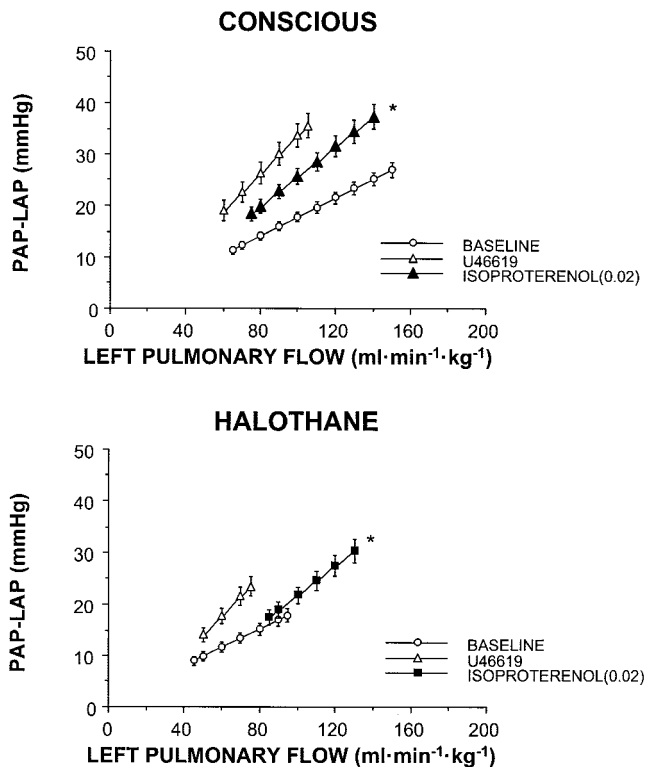 CONSCIOUS
50
40
30
20
10
0
PAP-LAP (mmHg)
*
BASELINE
U46619
ISOPROTERENOL(0.02)
0 40 80 120 160 200
LEFT PULMONARY FLOW (ml·min⁻¹·kg⁻¹)
HALOTHANE
50
40
30
20
10
0
PAP-LAP (mmHg)
*
BASELINE
U46619
ISOPROTERENOL(0.02)
0 40 80 120 160 200
LEFT PULMONARY FLOW (ml·min⁻¹·kg⁻¹)